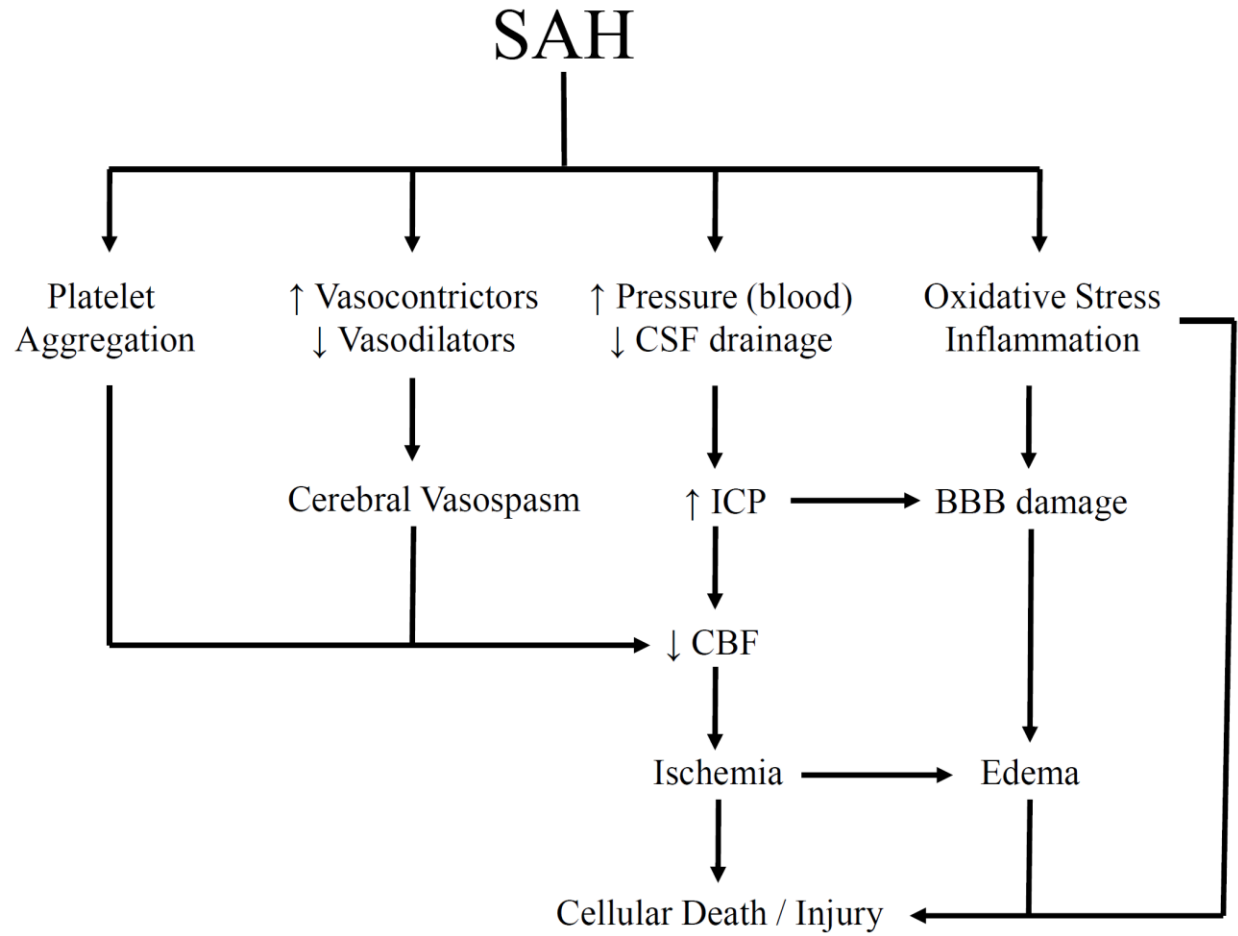 SAH
Platelet
Aggregation
↑ Vasocontrictors
↓ Vasodilators
↑ Pressure (blood)
↓ CSF drainage
Oxidative Stress
Inflammation
Cerebral Vasospasm
↑ ICP
BBB damage
↓ CBF
Ischemia
Edema
Cellular Death / Injury